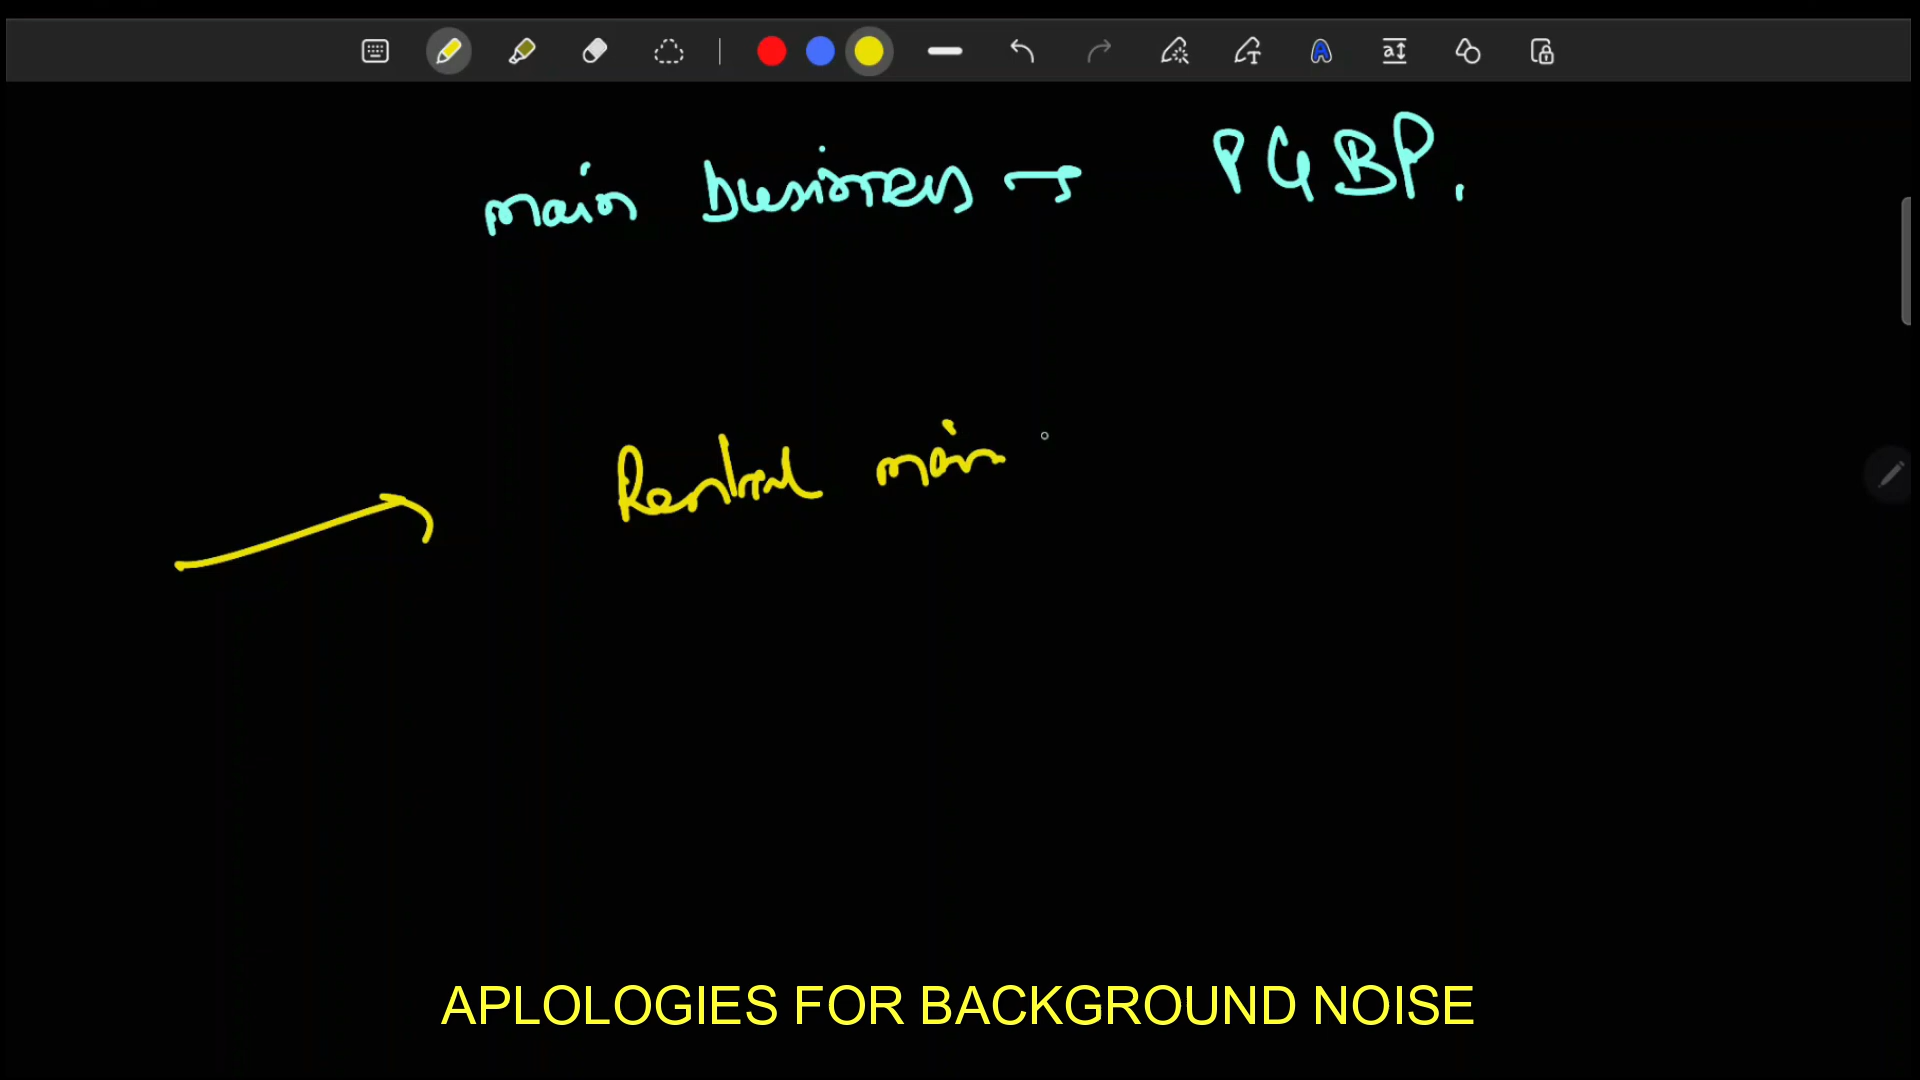 main business → PGBP.
→ Rental main
APLOLOGIES FOR BACKGROUND NOISE